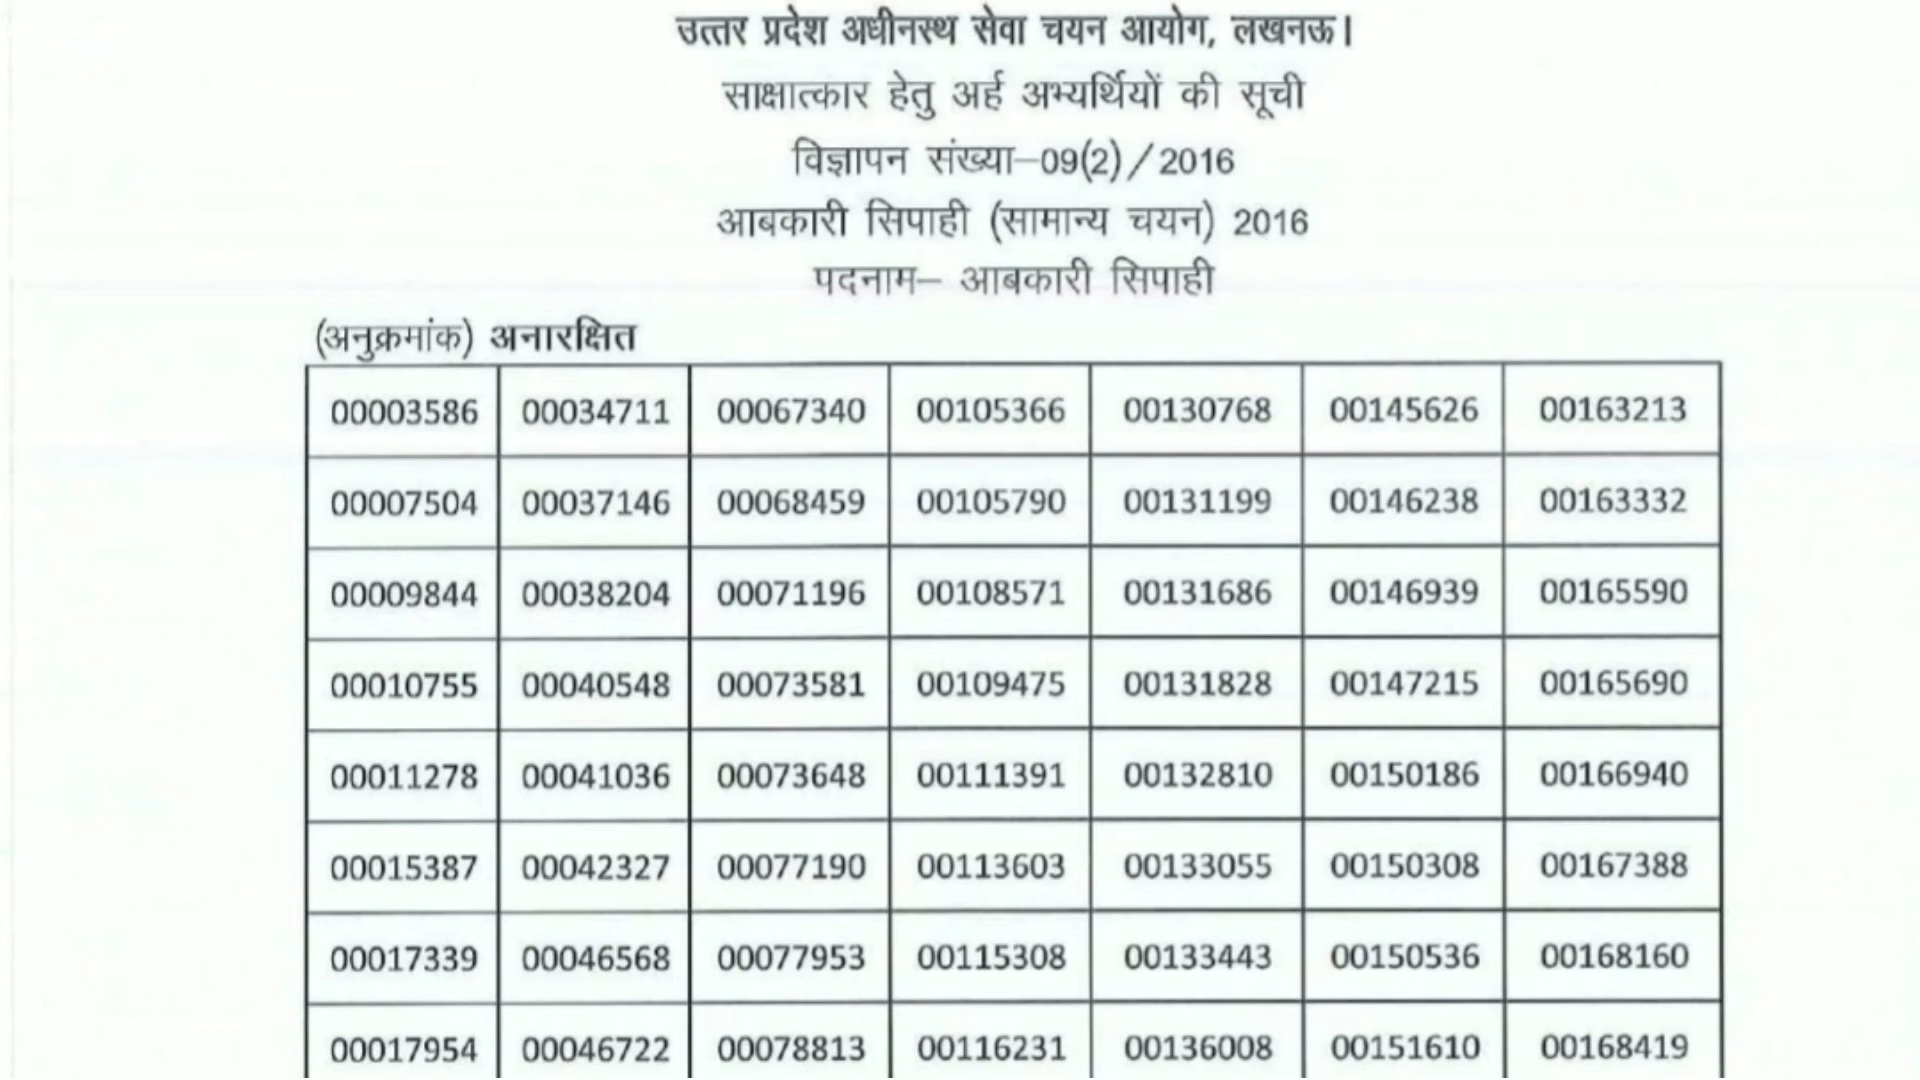 उत्तर प्रदेश अधीनस्थ सेवा चयन आयोग, लखनऊ।
साक्षात्कार हेतु अर्ह अभ्यर्थियों की सूची
विज्ञापन संख्या–09(2)/2016
आबकारी सिपाही (सामान्य चयन) 2016
पदनाम– आबकारी सिपाही
(अनुक्रमांक) अनारक्षित
00003586 00034711 00067340 00105366 00130768 00145626 00163213
00007504 00037146 00068459 00105790 00131199 00146238 00163332
00009844 00038204 00071196 00108571 00131686 00146939 00165590
00010755 00040548 00073581 00109475 00131828 00147215 00165690
00011278 00041036 00073648 00111391 00132810 00150186 00166940
00015387 00042327 00077190 00113603 00133055 00150308 00167388
00017339 00046568 00077953 00115308 00133443 00150536 00168160
00017954 00046722 00078813 00116231 00136008 00151610 00168419